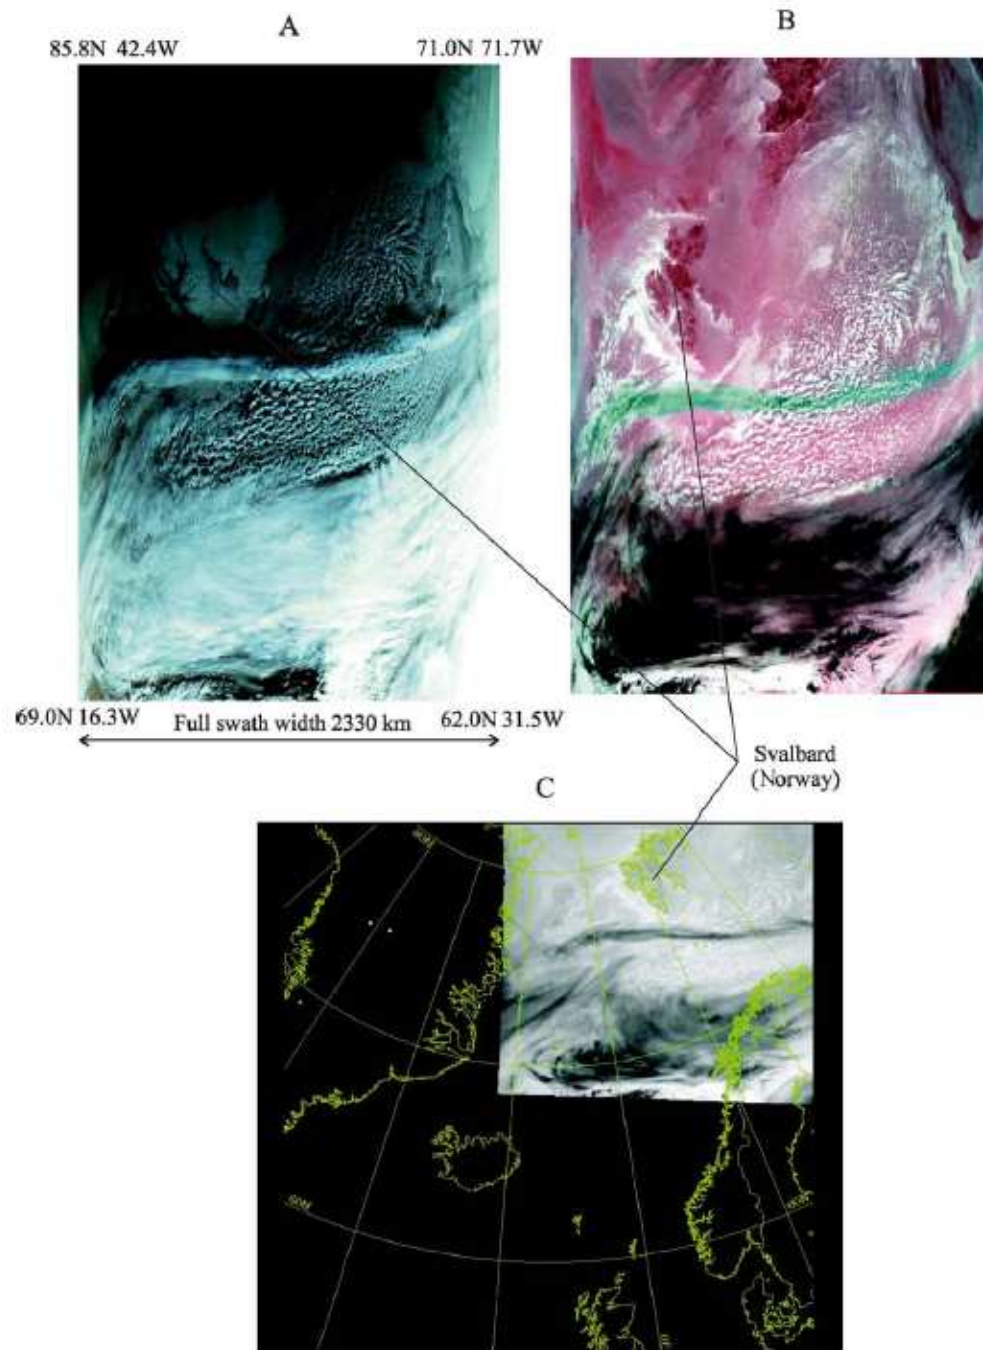 A
B
85.8N 42.4W
71.0N 71.7W
69.0N 16.3W
Full swath width 2330 km
62.0N 31.5W
Svalbard
(Norway)
C